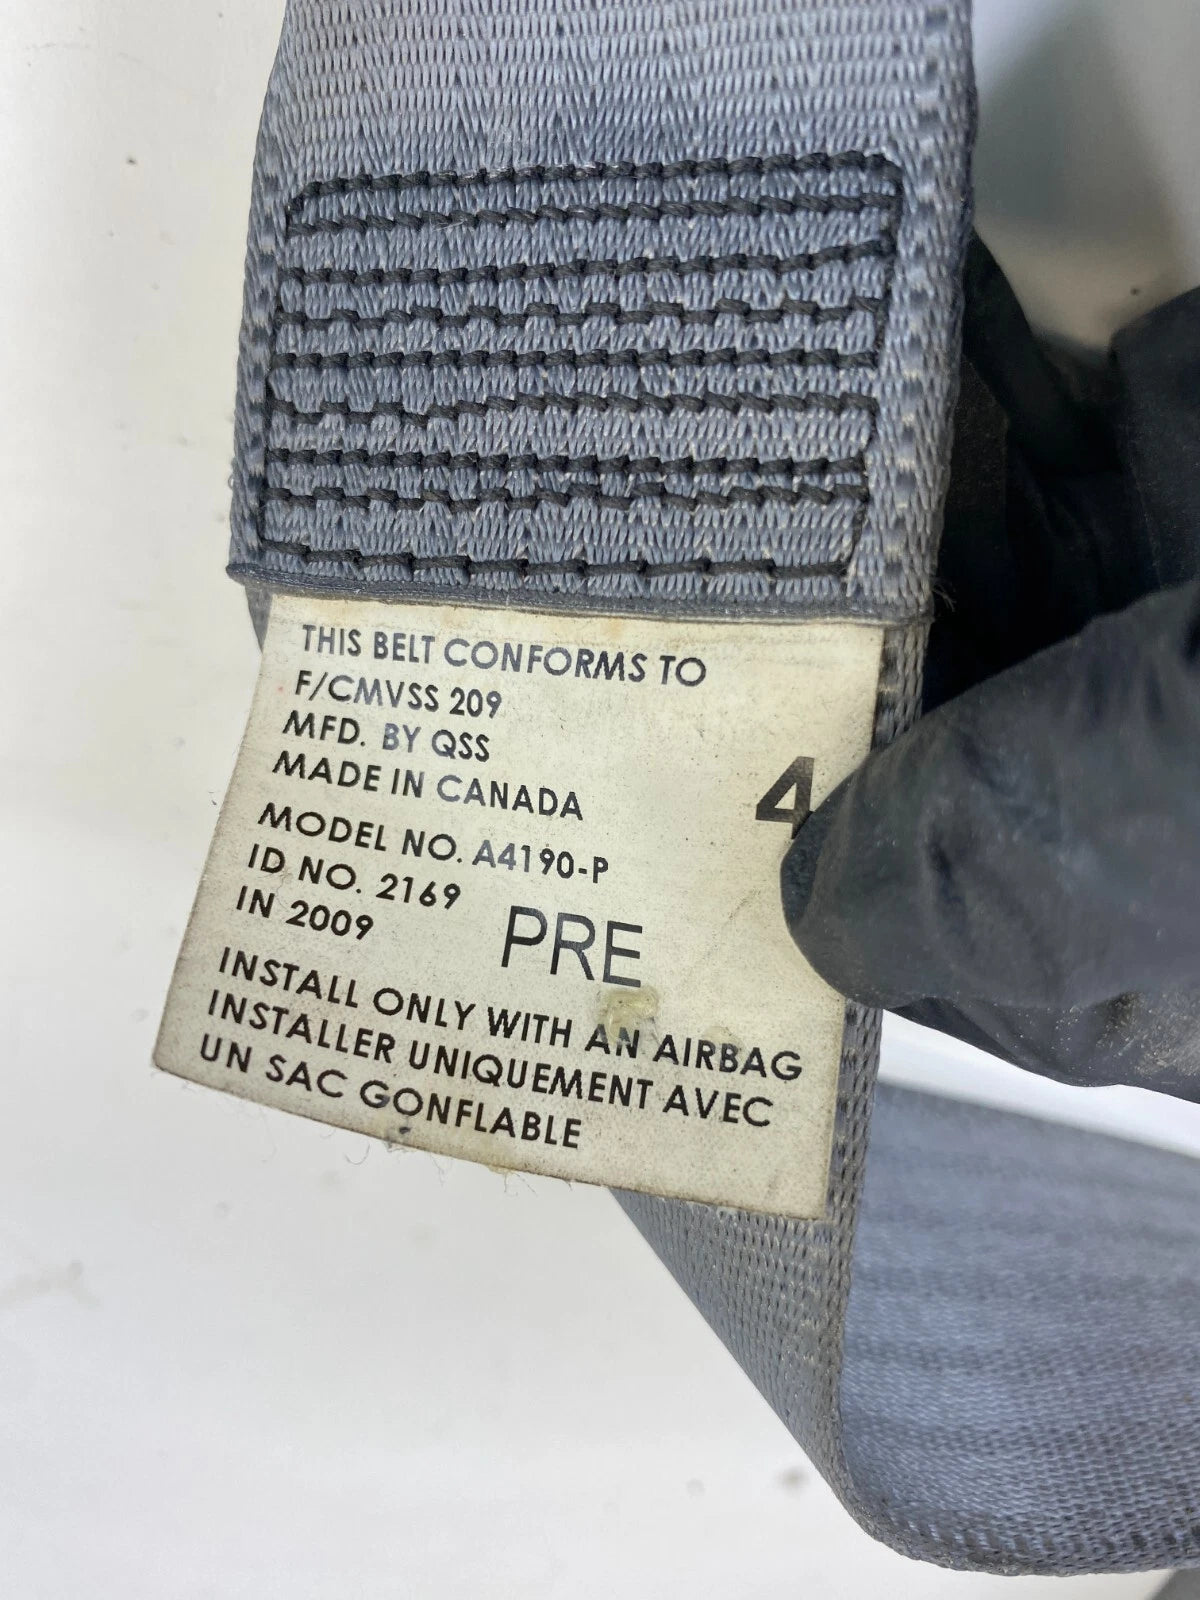 THIS BELT CONFORMS TO
F/CMVSS 209
MFD. BY QSS
MADE IN CANADA
4
MODEL NO. A4190-P
ID NO. 2169
IN 2009
PRE
INSTALL ONLY WITH AN AIRBAG
INSTALLER UNIQUEMENT AVEC
UN SAC GONFLABLE